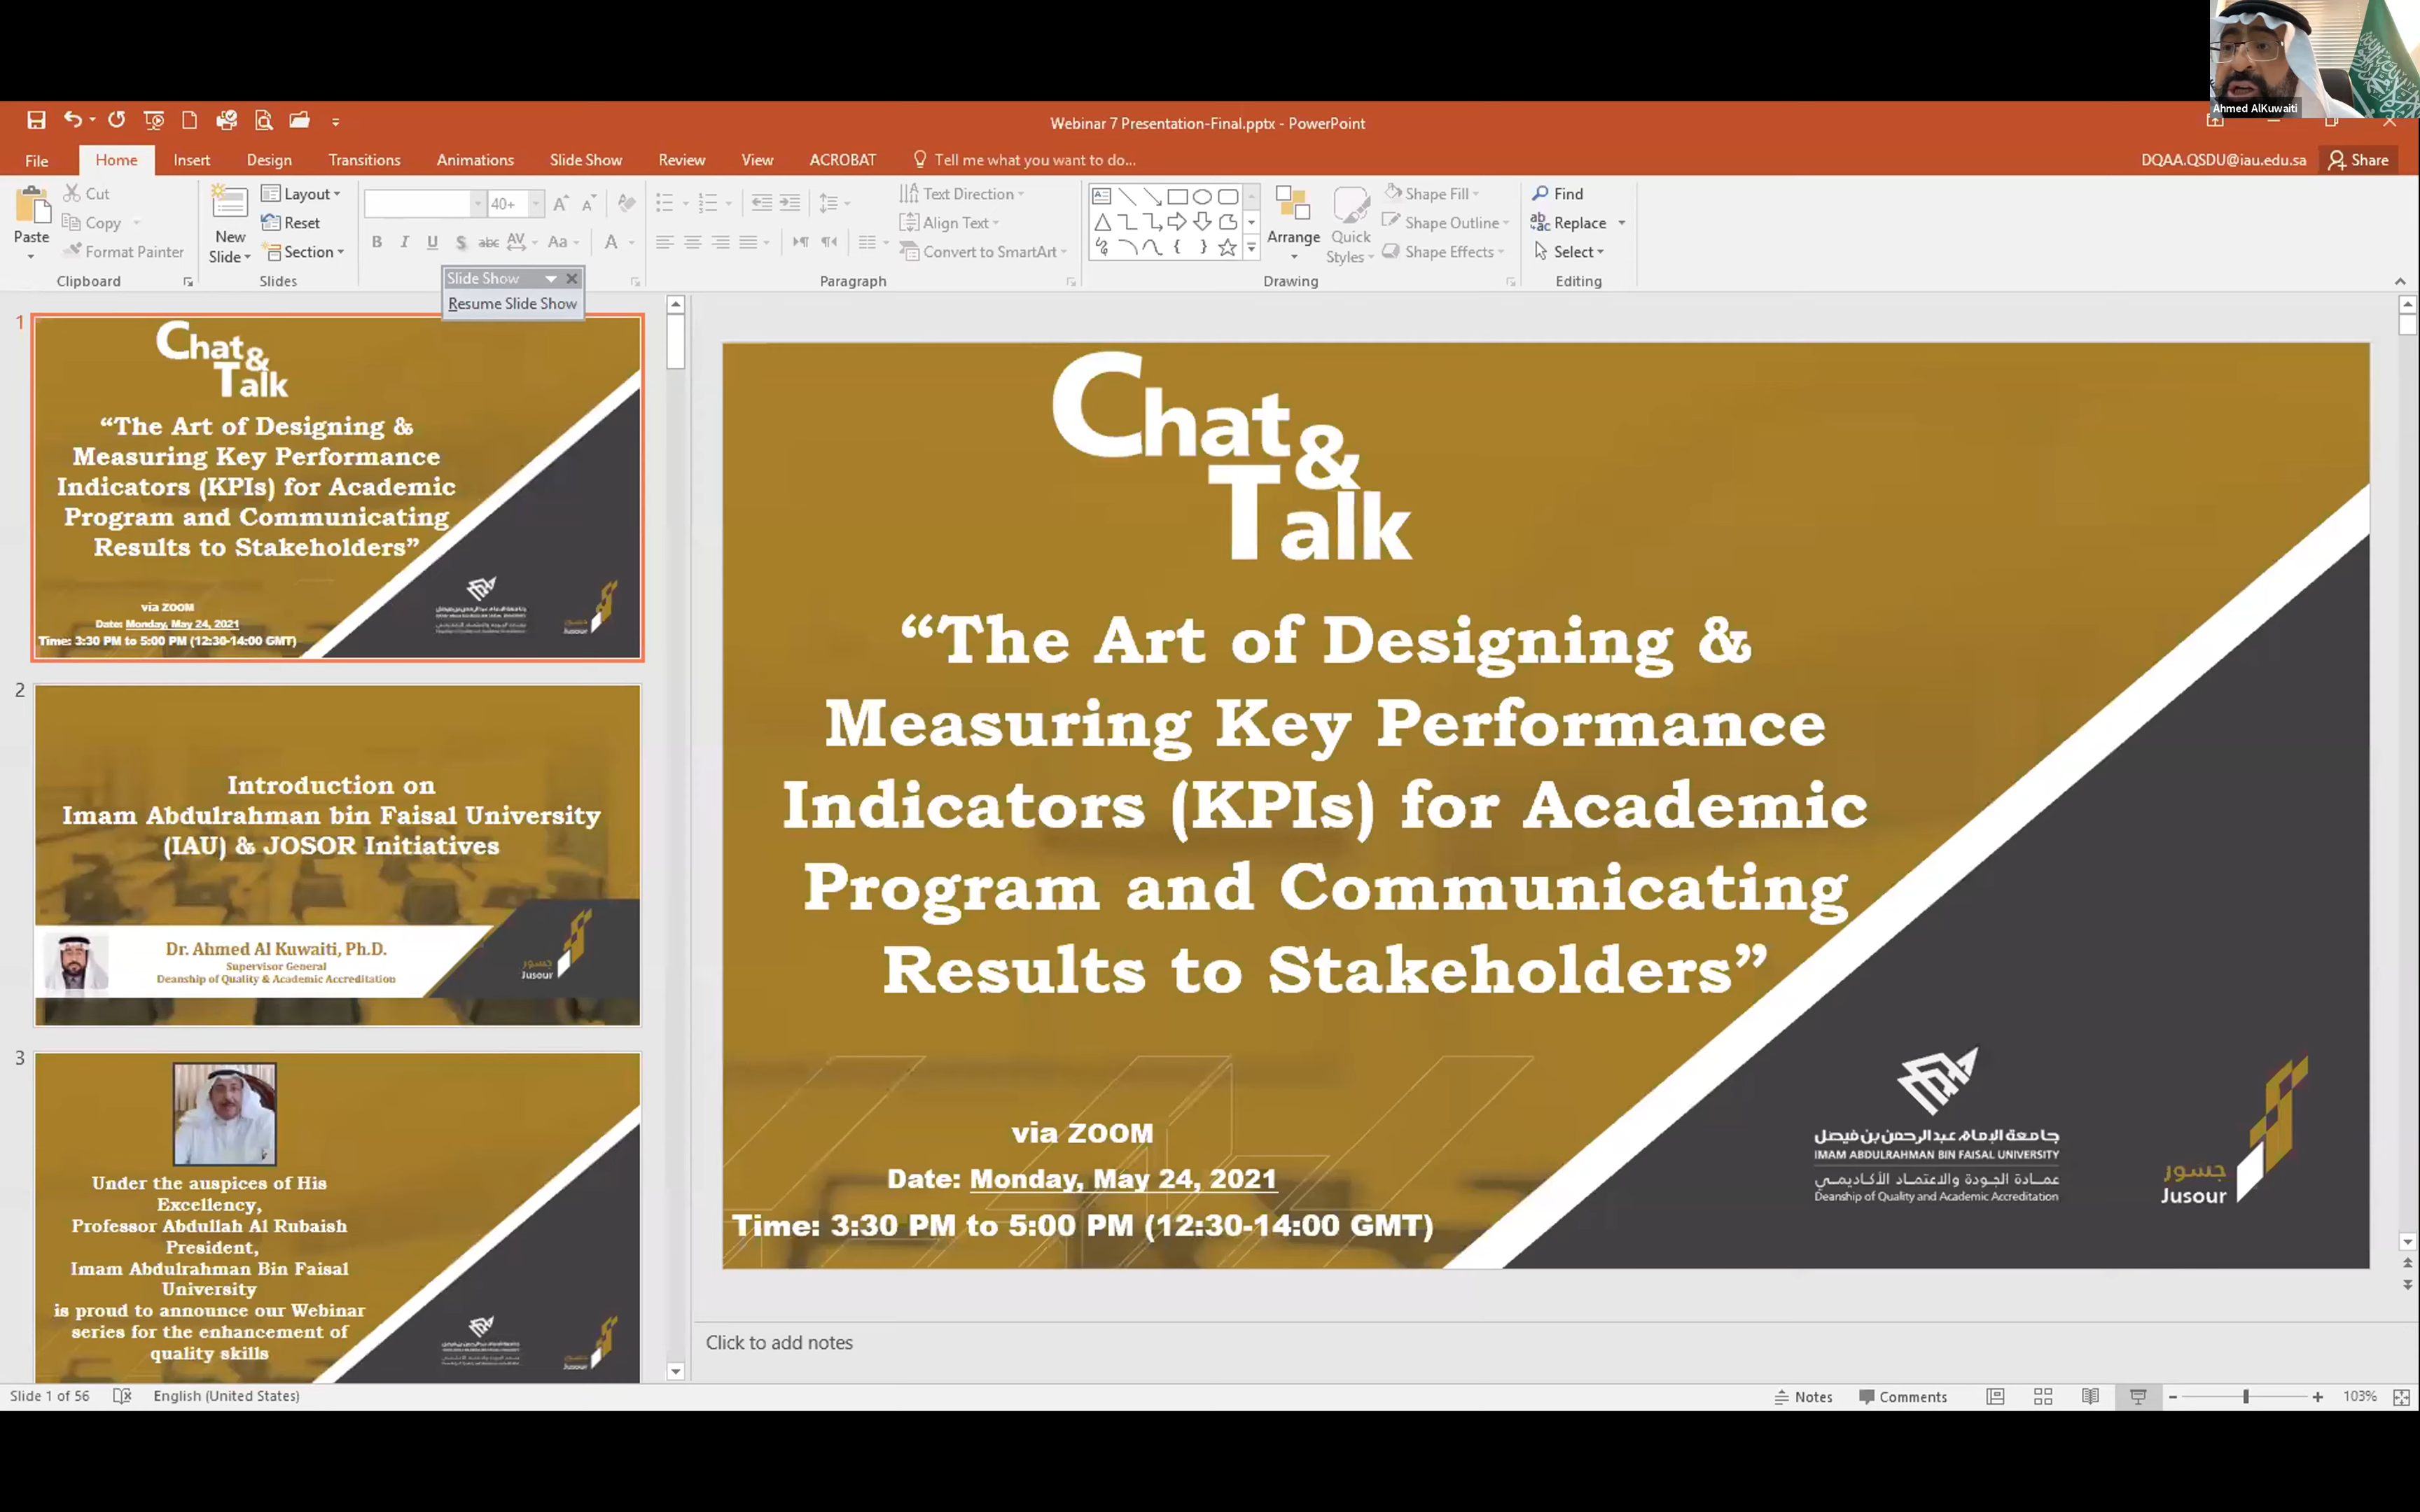 Ahmed AlKuwaiti
Webinar 7 Presentation-Final.pptx - PowerPoint
File Home Insert Design Transitions Animations Slide Show Review View ACROBAT Tell me what you want to do...
DQAA.QSDU@iau.edu.sa Share
Paste
Cut
Copy
Format Painter
Clipboard
New
Slide
Layout
Reset
Section
Slides
40+
B I U S abc AV Aa A
Slide Show
Resume Slide Show
Text Direction
Align Text
Convert to SmartArt
Paragraph
Arrange
Quick
Styles
Shape Fill
Shape Outline
Shape Effects
Drawing
Find
Replace
Select
Editing
1
Chat &
Talk
“The Art of Designing &
Measuring Key Performance
Indicators (KPIs) for Academic
Program and Communicating
Results to Stakeholders”
via ZOOM
Date: Monday, May 24, 2021
Time: 3:30 PM to 5:00 PM (12:30-14:00 GMT)
جسور
Jusour
2
Introduction on
Imam Abdulrahman bin Faisal University
(IAU) & JOSOR Initiatives
Dr. Ahmed Al Kuwaiti, Ph.D.
Supervisor General
Deanship of Quality & Academic Accreditation
جسور
Jusour
3
Under the auspices of His
Excellency,
Professor Abdullah Al Rubaish
President,
Imam Abdulrahman Bin Faisal
University
is proud to announce our Webinar
series for the enhancement of
quality skills
جسور
Jusour
Chat &
Talk
“The Art of Designing &
Measuring Key Performance
Indicators (KPIs) for Academic
Program and Communicating
Results to Stakeholders”
via ZOOM
Date: Monday, May 24, 2021
Time: 3:30 PM to 5:00 PM (12:30-14:00 GMT)
جامعة الإمام عبدالرحمن بن فيصل
IMAM ABDULRAHMAN BIN FAISAL UNIVERSITY
عمادة الجودة والاعتماد الأكاديمي
Deanship of Quality and Academic Accreditation
جسور
Jusour
Click to add notes
Slide 1 of 56 English (United States)
Notes Comments 103%